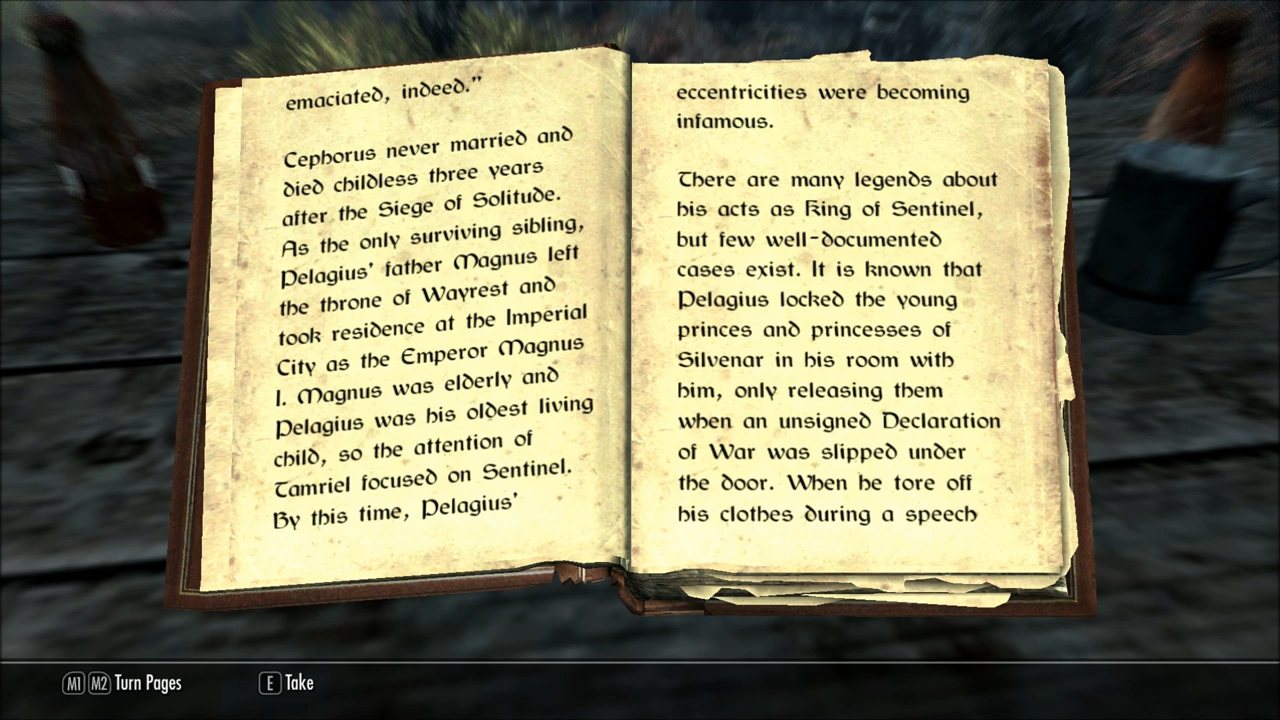 emaciated, indeed."
Cephorus never married and
died childless three years
after the Siege of Solitude.
As the only surviving sibling,
Pelagius' father Magnus left
the throne of Wayrest and
took residence at the Imperial
City as the Emperor Magnus
I. Magnus was elderly and
Pelagius was his oldest living
child, so the attention of
Tamriel focused on Sentinel.
By this time, Pelagius'
eccentricities were becoming
infamous.
There are many legends about
his acts as King of Sentinel,
but few well-documented
cases exist. It is known that
Pelagius locked the young
princes and princesses of
Silvenar in his room with
him, only releasing them
when an unsigned Declaration
of War was slipped under
the door. When he tore off
his clothes during a speech
M1 M2 Turn Pages
E Take